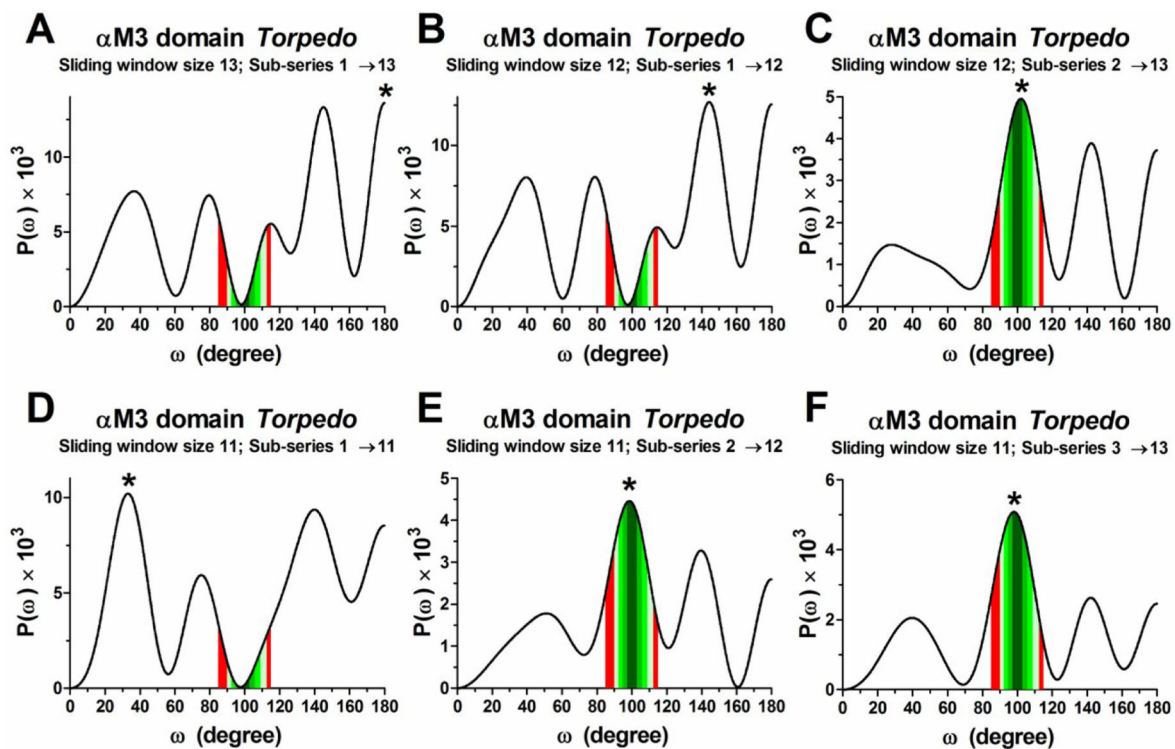 A
αM3 domain Torpedo
Sliding window size 13; Sub-series 1 →13
*
P(ω) × 10³
10
5
0
0 20 40 60 80 100 120 140 160 180
ω (degree)
B
αM3 domain Torpedo
Sliding window size 12; Sub-series 1 →12
*
P(ω) × 10³
10
5
0
0 20 40 60 80 100 120 140 160 180
ω (degree)
C
αM3 domain Torpedo
Sliding window size 12; Sub-series 2 →13
*
P(ω) × 10³
5
4
3
2
1
0
0 20 40 60 80 100 120 140 160 180
ω (degree)
D
αM3 domain Torpedo
Sliding window size 11; Sub-series 1 →11
*
P(ω) × 10³
10
5
0
0 20 40 60 80 100 120 140 160 180
ω (degree)
E
αM3 domain Torpedo
Sliding window size 11; Sub-series 2 →12
*
P(ω) × 10³
5
4
3
2
1
0
0 20 40 60 80 100 120 140 160 180
ω (degree)
F
αM3 domain Torpedo
Sliding window size 11; Sub-series 3 →13
*
P(ω) × 10³
6
5
4
3
2
1
0
0 20 40 60 80 100 120 140 160 180
ω (degree)